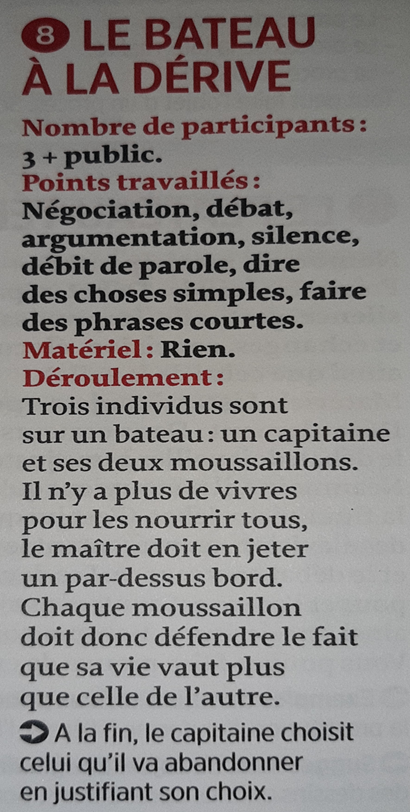 8 LE BATEAU
À LA DÉRIVE
Nombre de participants :
3 + public.
Points travaillés :
Négociation, débat,
argumentation, silence,
débit de parole, dire
des choses simples, faire
des phrases courtes.
Matériel : Rien.
Déroulement :
Trois individus sont
sur un bateau : un capitaine
et ses deux moussaillons.
Il n'y a plus de vivres
pour les nourrir tous,
le maître doit en jeter
un par-dessus bord.
Chaque moussaillon
doit donc défendre le fait
que sa vie vaut plus
que celle de l'autre.
➲ A la fin, le capitaine choisit
celui qu'il va abandonner
en justifiant son choix.